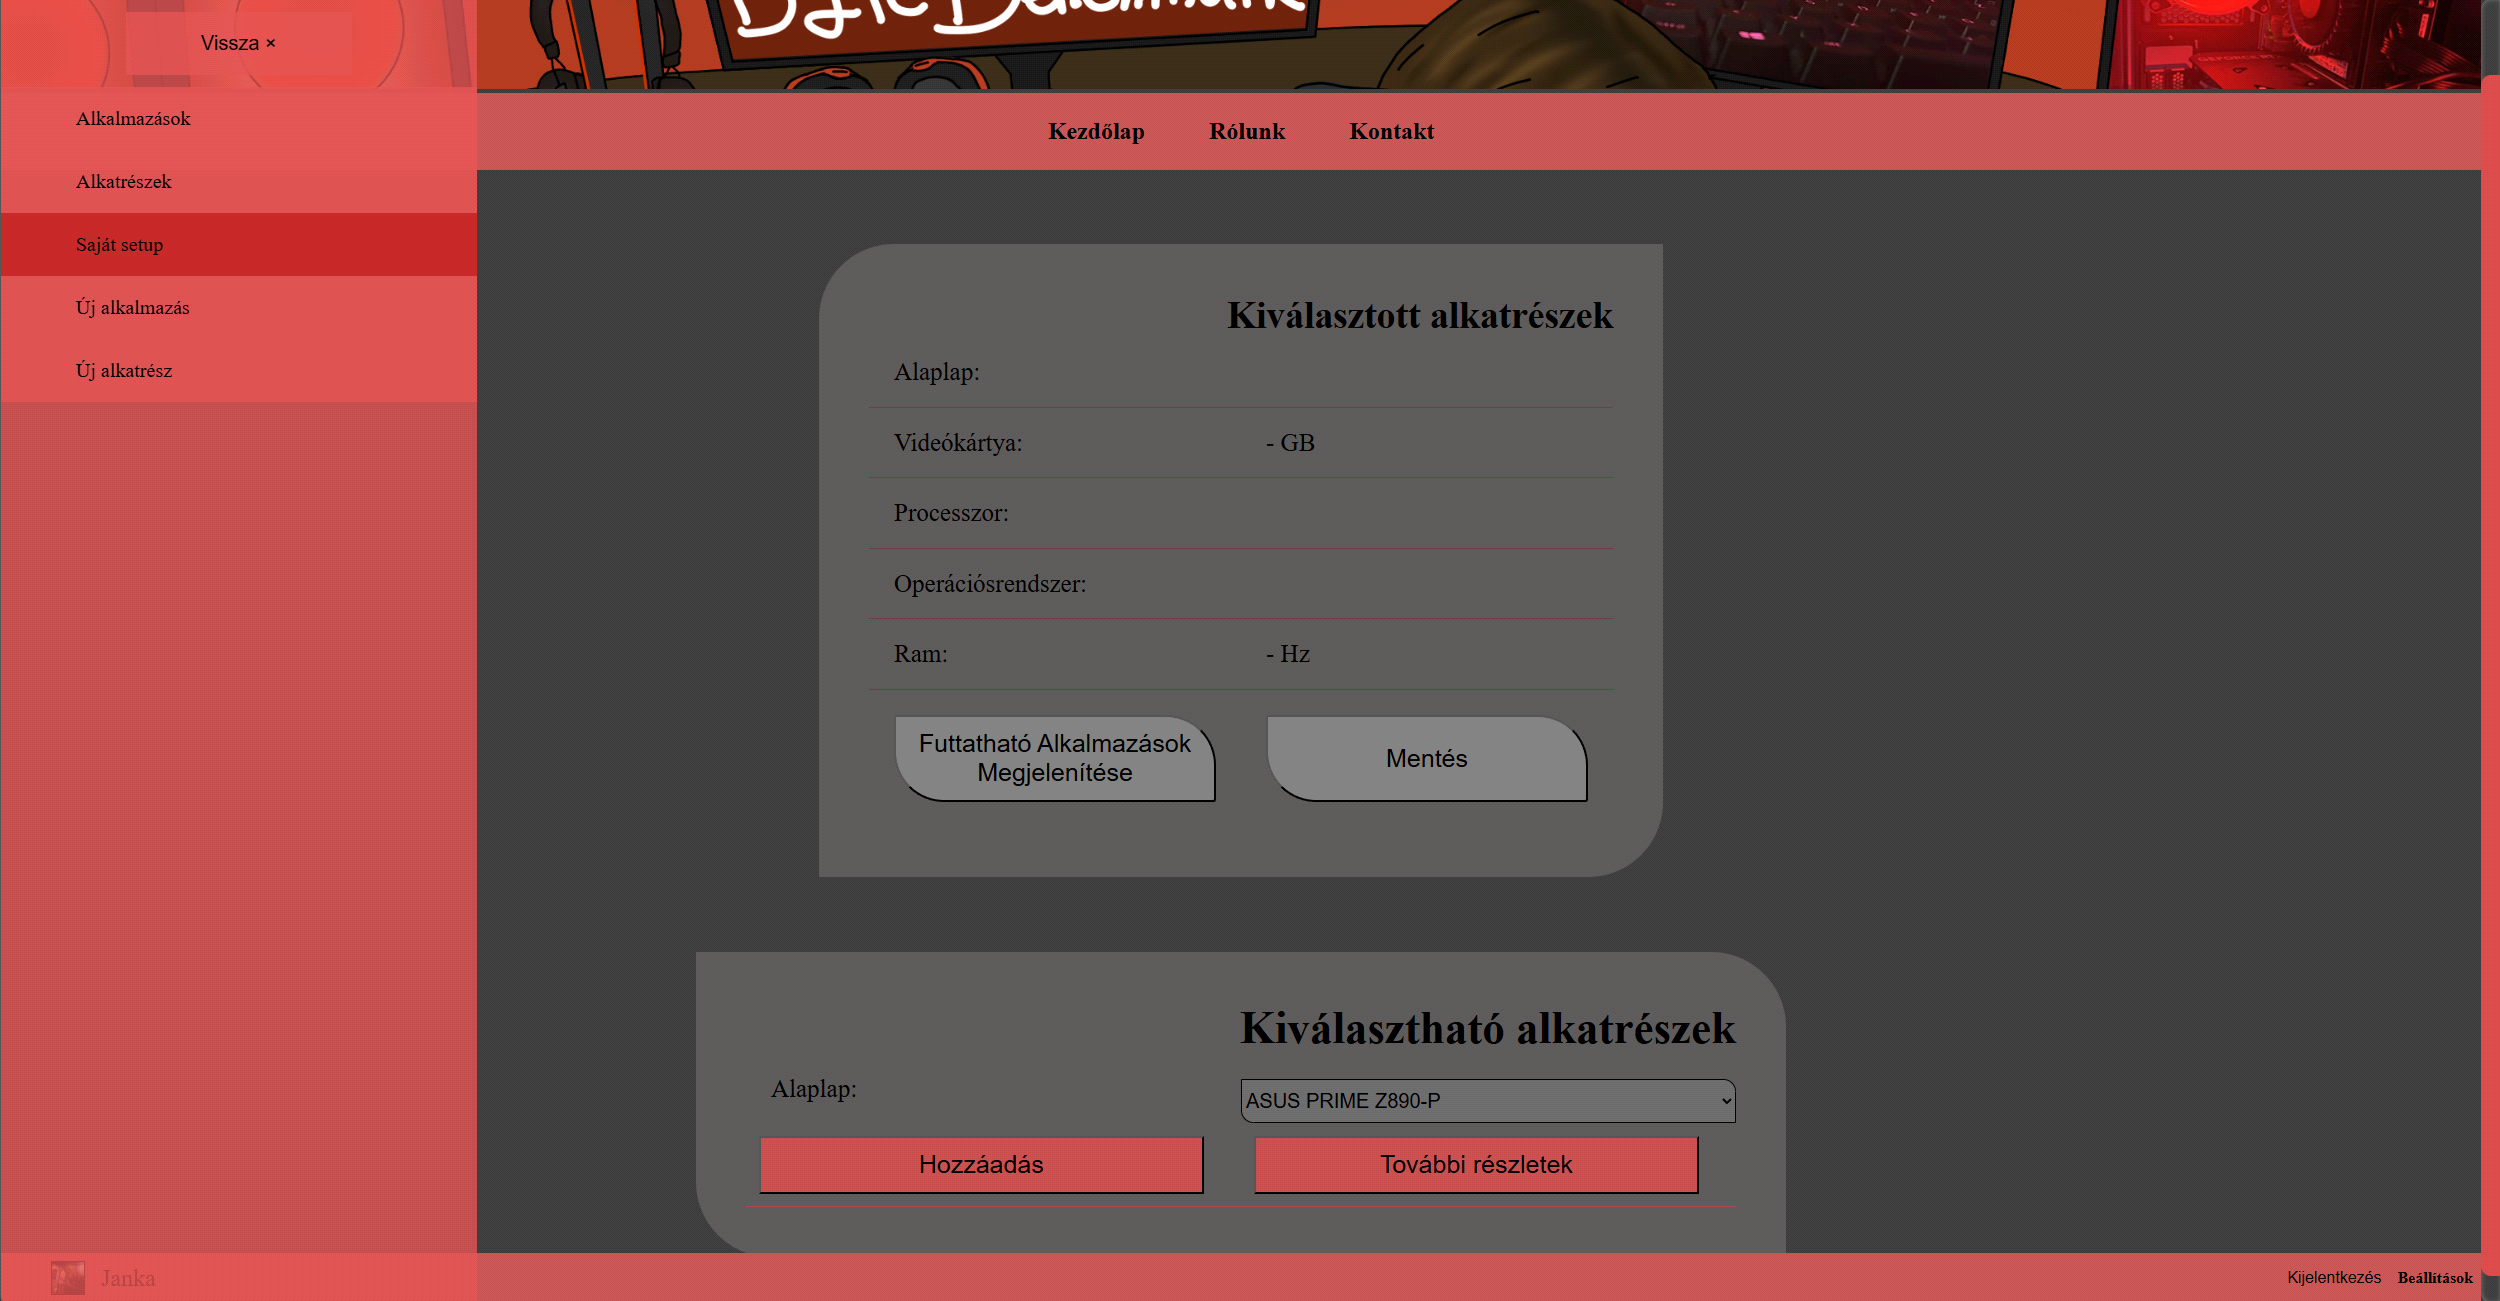 Vissza ×
Alkalmazások
Alkatrészek
Saját setup
Új alkalmazás
Új alkatrész
Kezdőlap Rólunk Kontakt
Kiválasztott alkatrészek
Alaplap:
Videókártya: - GB
Processzor:
Operációsrendszer:
Ram: - Hz
Futtatható Alkalmazások
Megjelenítése
Mentés
Kiválasztható alkatrészek
Alaplap: ASUS PRIME Z890-P
Hozzáadás További részletek
Janka
Kijelentkezés Beállítások